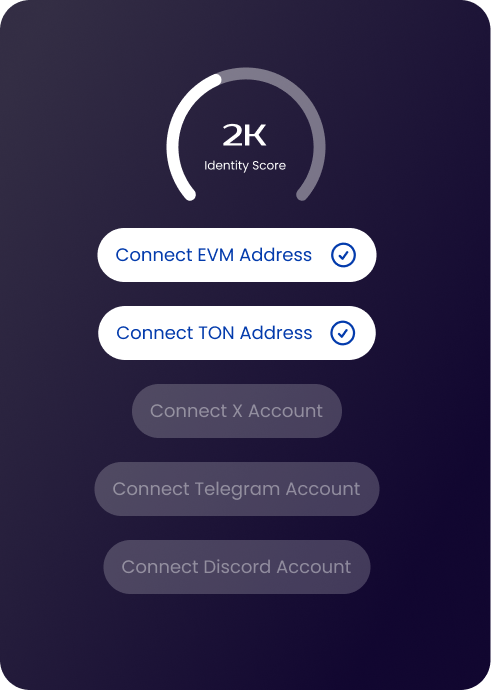 2K
Identity Score
Connect EVM Address
Connect TON Address
Connect X Account
Connect Telegram Account
Connect Discord Account